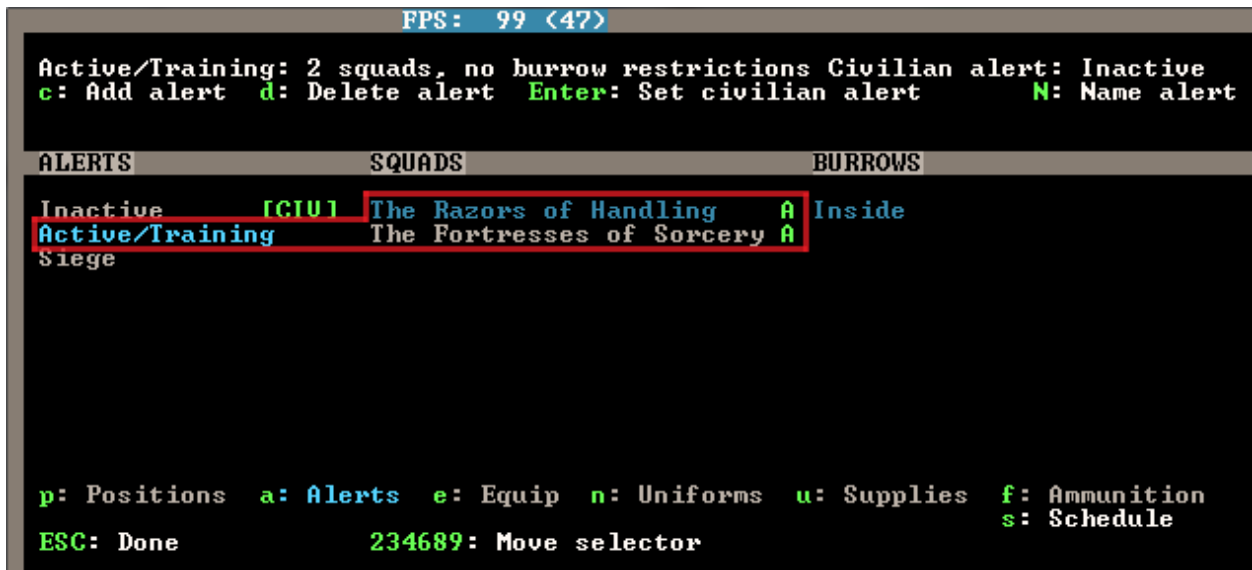 FPS: 99 (47)
Active/Training: 2 squads, no burrow restrictions Civilian alert: Inactive
c: Add alert d: Delete alert Enter: Set civilian alert N: Name alert
ALERTS SQUADS BURROWS
Inactive [CIV] The Razors of Handling A Inside
Active/Training The Fortresses of Sorcery A
Siege
p: Positions a: Alerts e: Equip n: Uniforms u: Supplies f: Ammunition
s: Schedule
ESC: Done 234689: Move selector